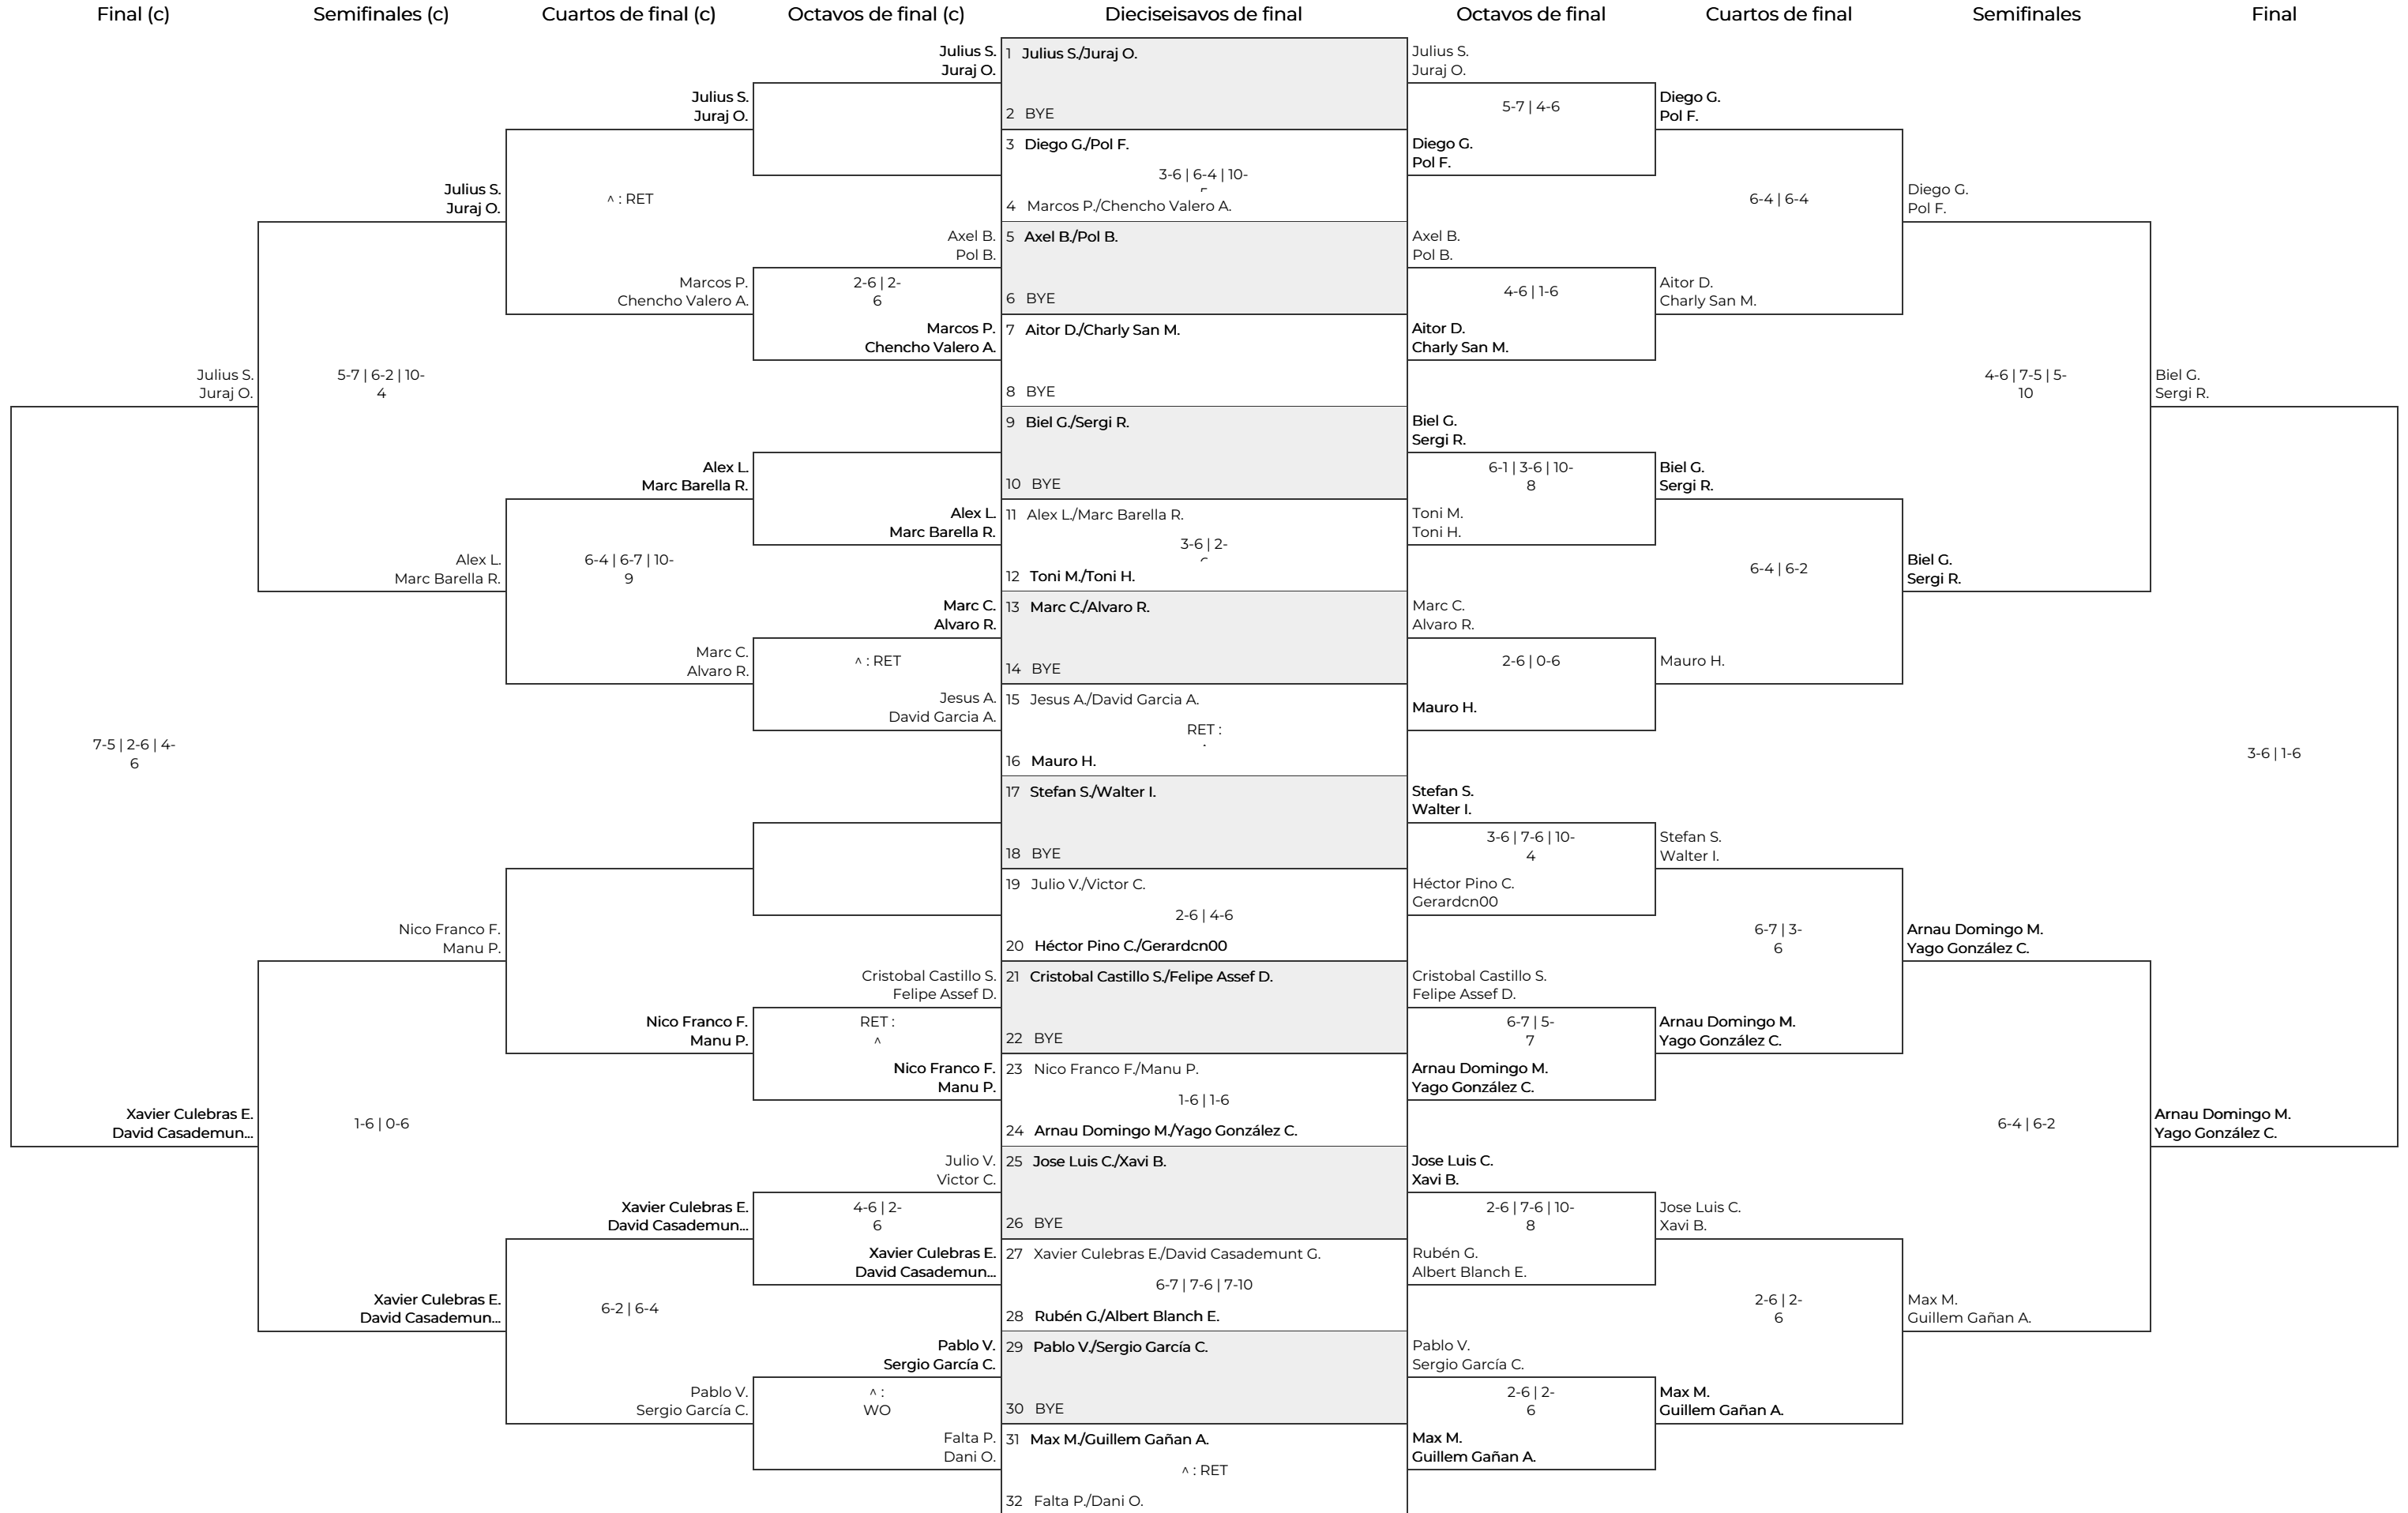 Final (c)
Semifinales (c)
Cuartos de final (c)
Octavos de final (c)
Dieciseisavos de final
Octavos de final
Cuartos de final
Semifinales
Final
Julius S.
Juraj O.
7-5 | 2-6 | 4-
6
Xavier Culebras E.
David Casademun...
Julius S.
Juraj O.
5-7 | 6-2 | 10-
4
Alex L.
Marc Barella R.
Nico Franco F.
Manu P.
1-6 | 0-6
Xavier Culebras E.
David Casademun...
Julius S.
Juraj O.
^ : RET
Marcos P.
Chencho Valero A.
Alex L.
Marc Barella R.
6-4 | 6-7 | 10-
9
Marc C.
Alvaro R.
Nico Franco F.
Manu P.
Xavier Culebras E.
David Casademun...
6-2 | 6-4
Pablo V.
Sergio García C.
Julius S.
Juraj O.
Axel B.
Pol B.
2-6 | 2-
6
Marcos P.
Chencho Valero A.
Alex L.
Marc Barella R.
Marc C.
Alvaro R.
^ : RET
Jesus A.
David Garcia A.
Cristobal Castillo S.
Felipe Assef D.
RET :
^
Nico Franco F.
Manu P.
Julio V.
Victor C.
4-6 | 2-
6
Xavier Culebras E.
David Casademun...
Pablo V.
Sergio García C.
^ :
WO
Falta P.
Dani O.
1 Julius S./Juraj O.
2 BYE
3 Diego G./Pol F.
3-6 | 6-4 | 10-
4 Marcos P./Chencho Valero A.
5 Axel B./Pol B.
6 BYE
7 Aitor D./Charly San M.
8 BYE
9 Biel G./Sergi R.
10 BYE
11 Alex L./Marc Barella R.
3-6 | 2-
12 Toni M./Toni H.
13 Marc C./Alvaro R.
14 BYE
15 Jesus A./David Garcia A.
RET :
16 Mauro H.
17 Stefan S./Walter I.
18 BYE
19 Julio V./Victor C.
2-6 | 4-6
20 Héctor Pino C./Gerardcn00
21 Cristobal Castillo S./Felipe Assef D.
22 BYE
23 Nico Franco F./Manu P.
1-6 | 1-6
24 Arnau Domingo M./Yago González C.
25 Jose Luis C./Xavi B.
26 BYE
27 Xavier Culebras E./David Casademunt G.
6-7 | 7-6 | 7-10
28 Rubén G./Albert Blanch E.
29 Pablo V./Sergio García C.
30 BYE
31 Max M./Guillem Gañan A.
^ : RET
32 Falta P./Dani O.
Julius S.
Juraj O.
5-7 | 4-6
Diego G.
Pol F.
Axel B.
Pol B.
4-6 | 1-6
Aitor D.
Charly San M.
Biel G.
Sergi R.
6-1 | 3-6 | 10-
8
Toni M.
Toni H.
Marc C.
Alvaro R.
2-6 | 0-6
Mauro H.
Stefan S.
Walter I.
3-6 | 7-6 | 10-
4
Héctor Pino C.
Gerardcn00
Cristobal Castillo S.
Felipe Assef D.
6-7 | 5-
7
Arnau Domingo M.
Yago González C.
Jose Luis C.
Xavi B.
2-6 | 7-6 | 10-
8
Rubén G.
Albert Blanch E.
Pablo V.
Sergio García C.
2-6 | 2-
6
Max M.
Guillem Gañan A.
Diego G.
Pol F.
6-4 | 6-4
Aitor D.
Charly San M.
Biel G.
Sergi R.
6-4 | 6-2
Mauro H.
Stefan S.
Walter I.
6-7 | 3-
6
Arnau Domingo M.
Yago González C.
Jose Luis C.
Xavi B.
2-6 | 2-
6
Max M.
Guillem Gañan A.
Diego G.
Pol F.
4-6 | 7-5 | 5-
10
Biel G.
Sergi R.
Arnau Domingo M.
Yago González C.
6-4 | 6-2
Max M.
Guillem Gañan A.
Biel G.
Sergi R.
3-6 | 1-6
Arnau Domingo M.
Yago González C.